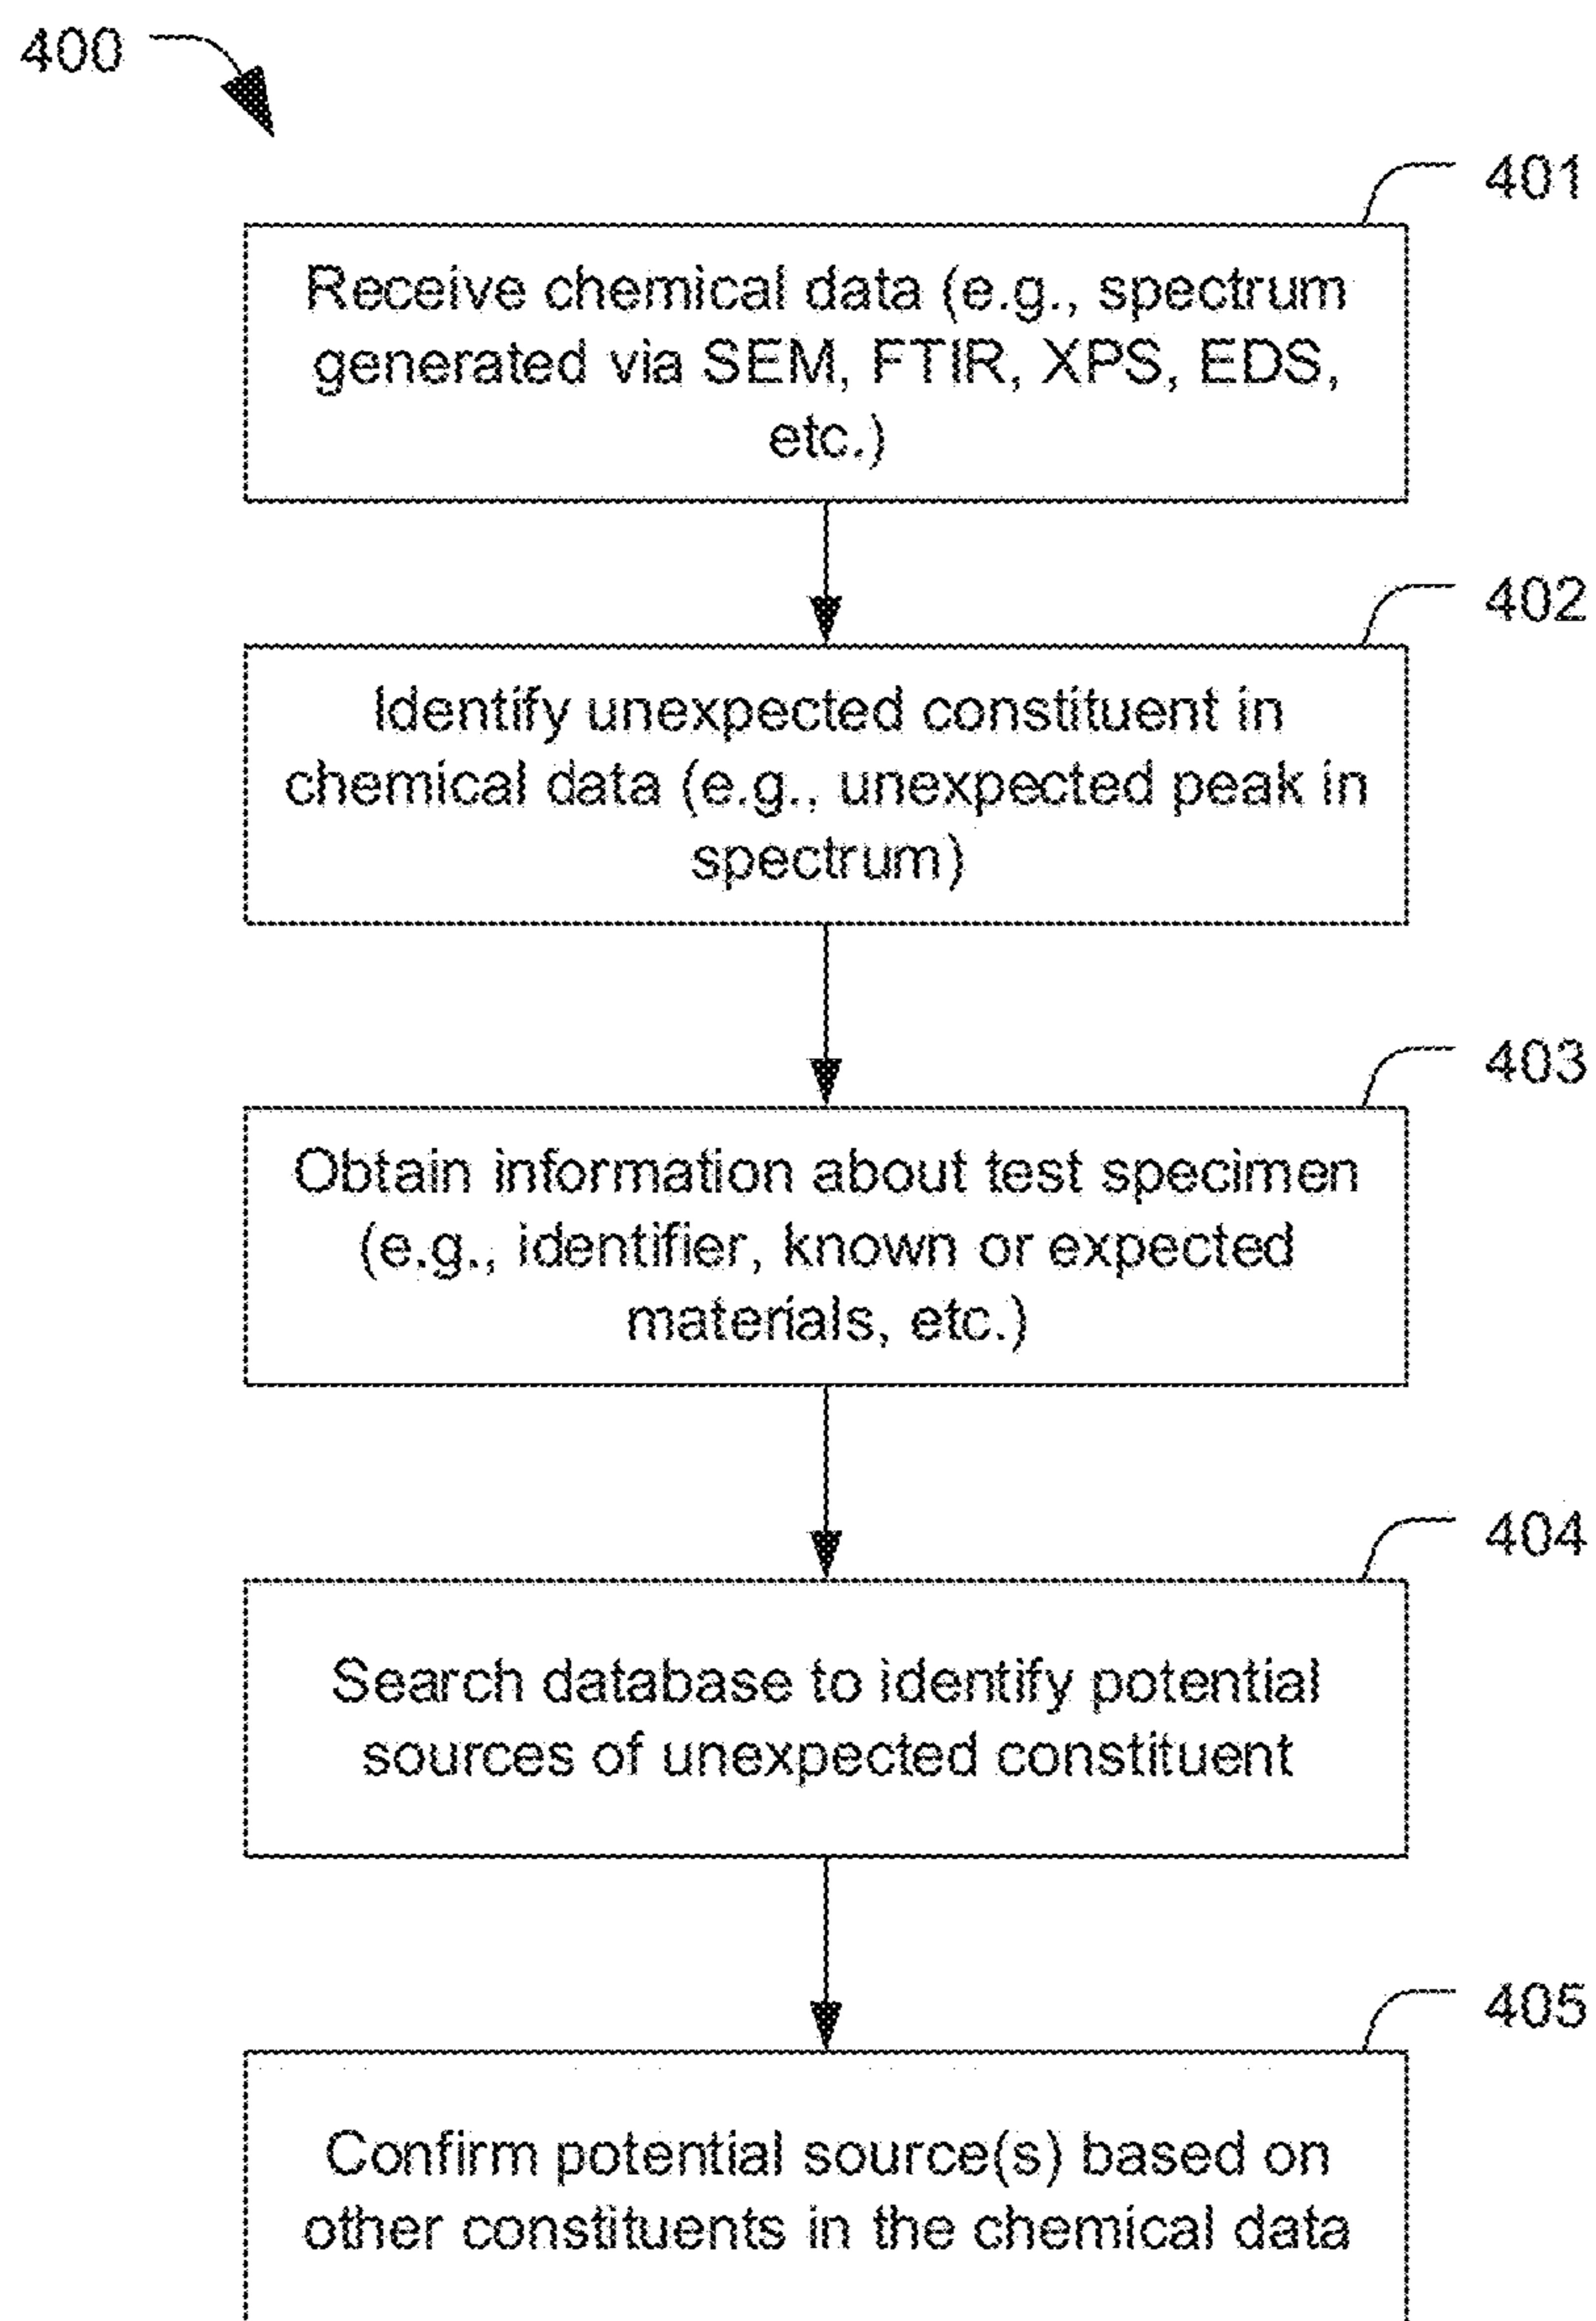 400
401
Receive chemical data (e.g., spectrum
generated via SEM, FTIR, XPS, EDS,
etc.)
402
Identify unexpected constituent in
chemical data (e.g., unexpected peak in
spectrum)
403
Obtain information about test specimen
(e.g., identifier, known or expected
materials, etc.)
404
Search database to identify potential
sources of unexpected constituent
405
Confirm potential source(s) based on
other constituents in the chemical data